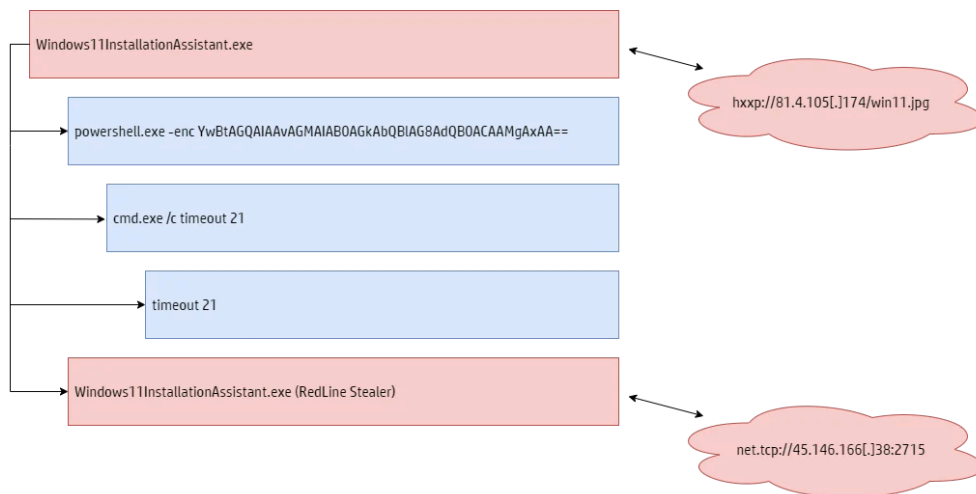 Windows11InstallationAssistant.exe
hxxp://81.4.105[.]174/win11.jpg
powershell.exe -enc YwBtAGQAIAAvAGMAIAB0AGkAbQBlAG8AdQB0ACAAMgAxAA==
cmd.exe /c timeout 21
timeout 21
Windows11InstallationAssistant.exe (RedLine Stealer)
net.tcp://45.146.166[.]38:2715